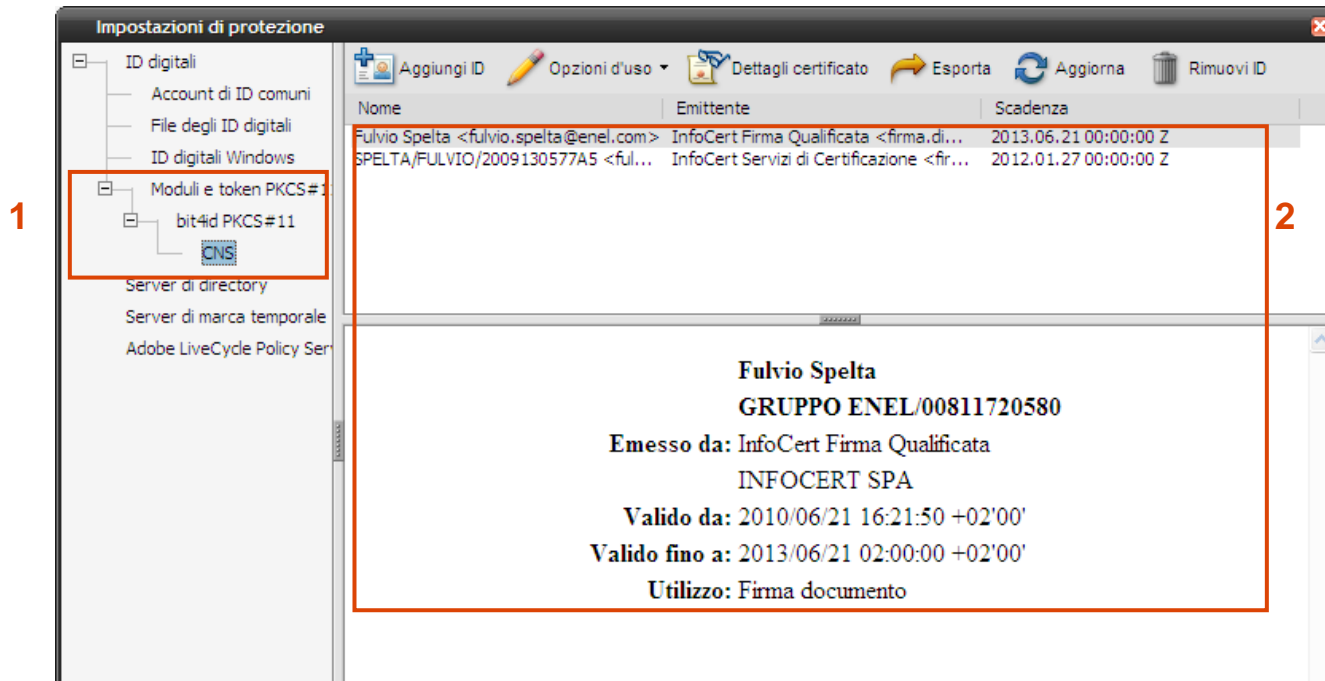 Impostazioni di protezione
ID digitali
Account di ID comuni
File degli ID digitali
ID digitali Windows
Moduli e token PKCS#1
bit4id PKCS#11
CNS
Server di directory
Server di marca temporale
Adobe LiveCycle Policy Ser
1
Aggiungi ID Opzioni d'uso Dettagli certificato Esporta Aggiorna Rimuovi ID
Nome Emittente Scadenza
Fulvio Spelta <fulvio.spelta@enel.com> InfoCert Firma Qualificata <firma.di... 2013.06.21 00:00:00 Z
SPELTA/FULVIO/2009130577A5 <ful... InfoCert Servizi di Certificazione <fir... 2012.01.27 00:00:00 Z
2
Fulvio Spelta
GRUPPO ENEL/00811720580
Emesso da: InfoCert Firma Qualificata
INFOCERT SPA
Valido da: 2010/06/21 16:21:50 +02'00'
Valido fino a: 2013/06/21 02:00:00 +02'00'
Utilizzo: Firma documento